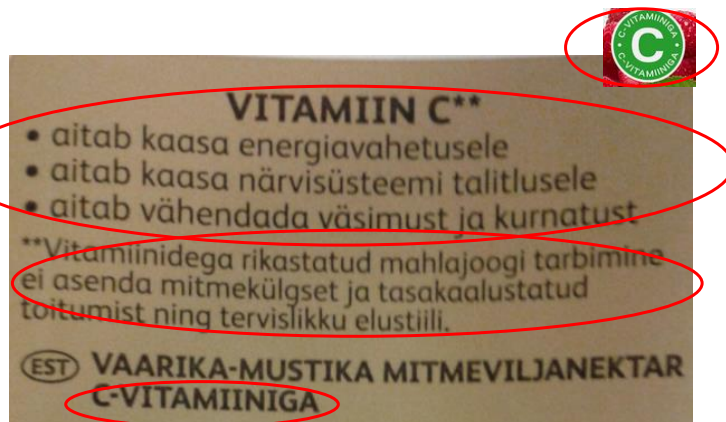 C-VITAMIINIGA
C
C-VITAMIINIGA
VITAMIIN C**
• aitab kaasa energiavahetusele
• aitab kaasa närvisüsteemi talitlusele
• aitab vähendada väsimust ja kurnatust
**Vitamiinidega rikastatud mahlajoogi tarbimine
ei asenda mitmekülgset ja tasakaalustatud
toitumist ning tervislikku elustiili.
EST VAARIKA-MUSTIKA MITMEVILJANEKTAR
C-VITAMIINIGA